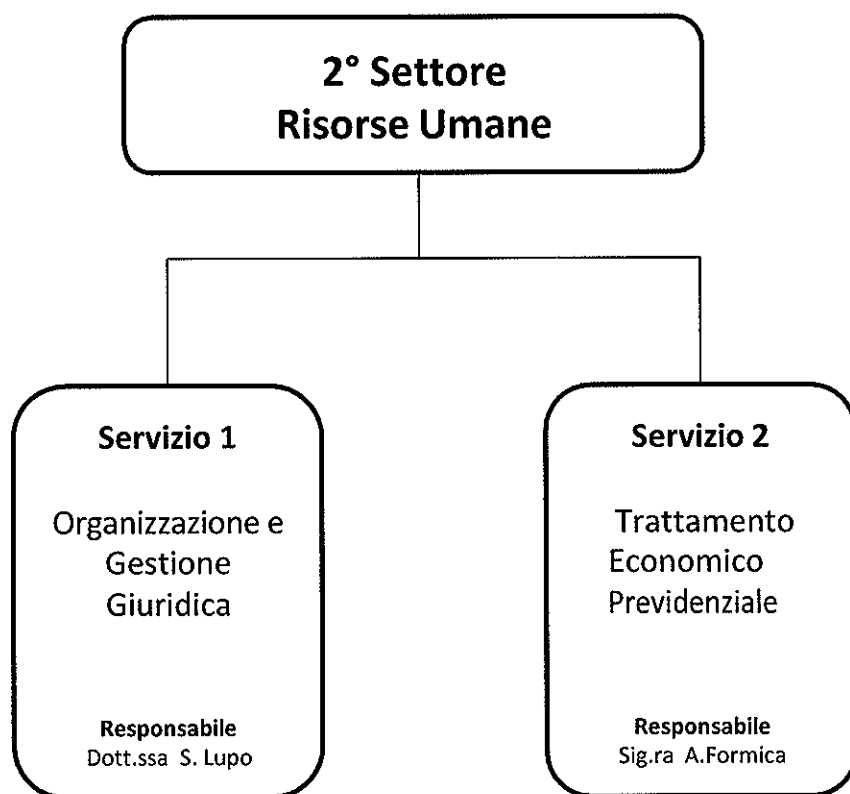 2° Settore
Risorse Umane
Servizio 1
Organizzazione e
Gestione
Giuridica
Responsabile
Dott.ssa S. Lupo
Servizio 2
Trattamento
Economico
Previdenziale
Responsabile
Sig.ra A.Formica